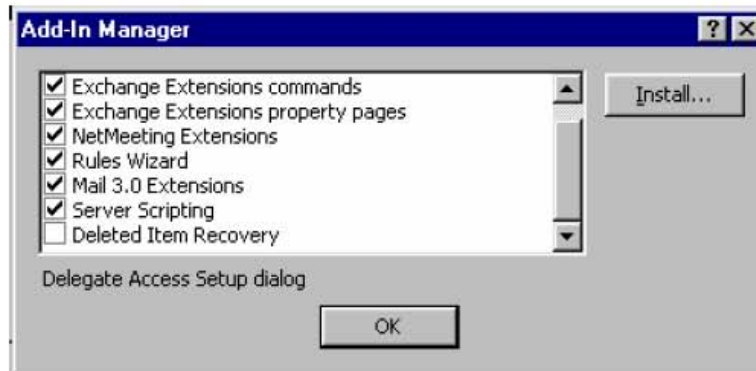 Add-In Manager
Exchange Extensions commands
Install...
Exchange Extensions property pages
NetMeeting Extensions
Rules Wizard
Mail 3.0 Extensions
Server Scripting
Deleted Item Recovery
Delegate Access Setup dialog
OK